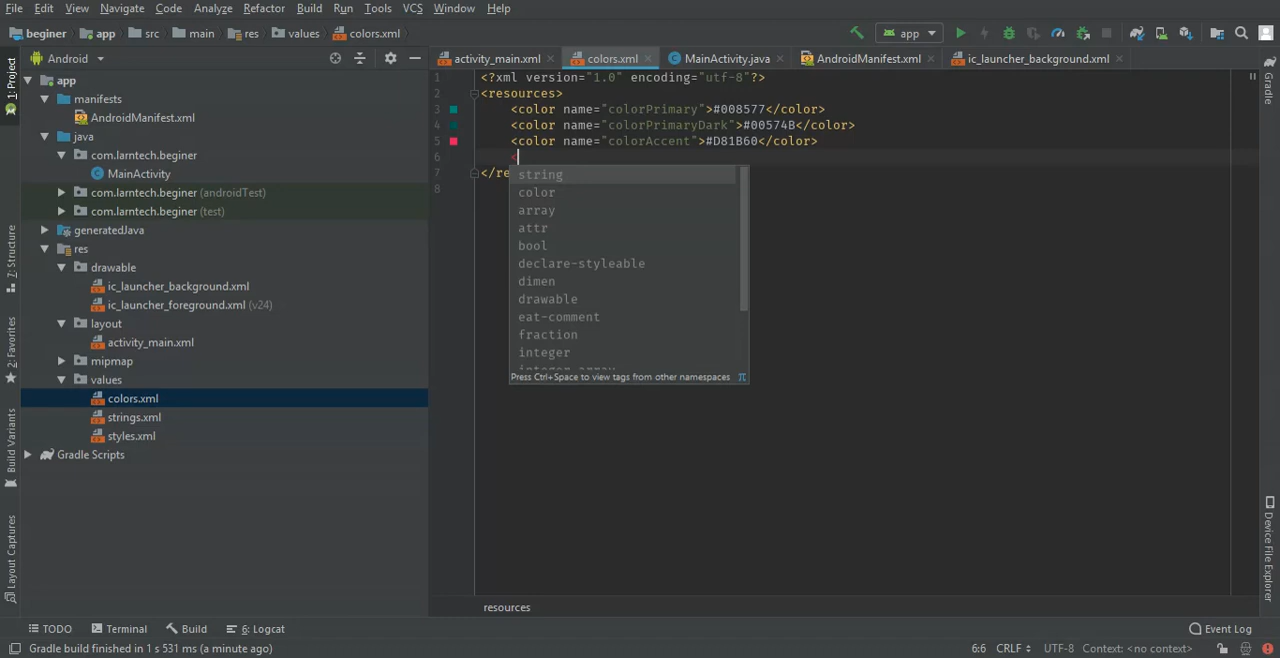 File Edit View Navigate Code Analyze Refactor Build Run Tools VCS Window Help
beginer app src main res values colors.xml app
1: Project
Android
activity_main.xml colors.xml MainActivity.java AndroidManifest.xml ic_launcher_background.xml
app
manifests
AndroidManifest.xml
java
com.larntech.beginer
MainActivity
com.larntech.beginer (androidTest)
com.larntech.beginer (test)
generatedJava
res
drawable
ic_launcher_background.xml
ic_launcher_foreground.xml (v24)
layout
activity_main.xml
mipmap
values
colors.xml
strings.xml
styles.xml
Gradle Scripts
1 <?xml version="1.0" encoding="utf-8"?>
2 <resources>
3 <color name="colorPrimary">#008577</color>
4 <color name="colorPrimaryDark">#00574B</color>
5 <color name="colorAccent">#D81B60</color>
6 <
7 </re
8
string
color
array
attr
bool
declare-styleable
dimen
drawable
eat-comment
fraction
integer
integer-array
Press Ctrl+Space to view tags from other namespaces π
7: Structure
2: Favorites
Build Variants
Layout Captures
Gradle
Device File Explorer
resources
TODO Terminal Build 6: Logcat Event Log
Gradle build finished in 1 s 531 ms (a minute ago) 6:6 CRLF UTF-8 Context: <no context>